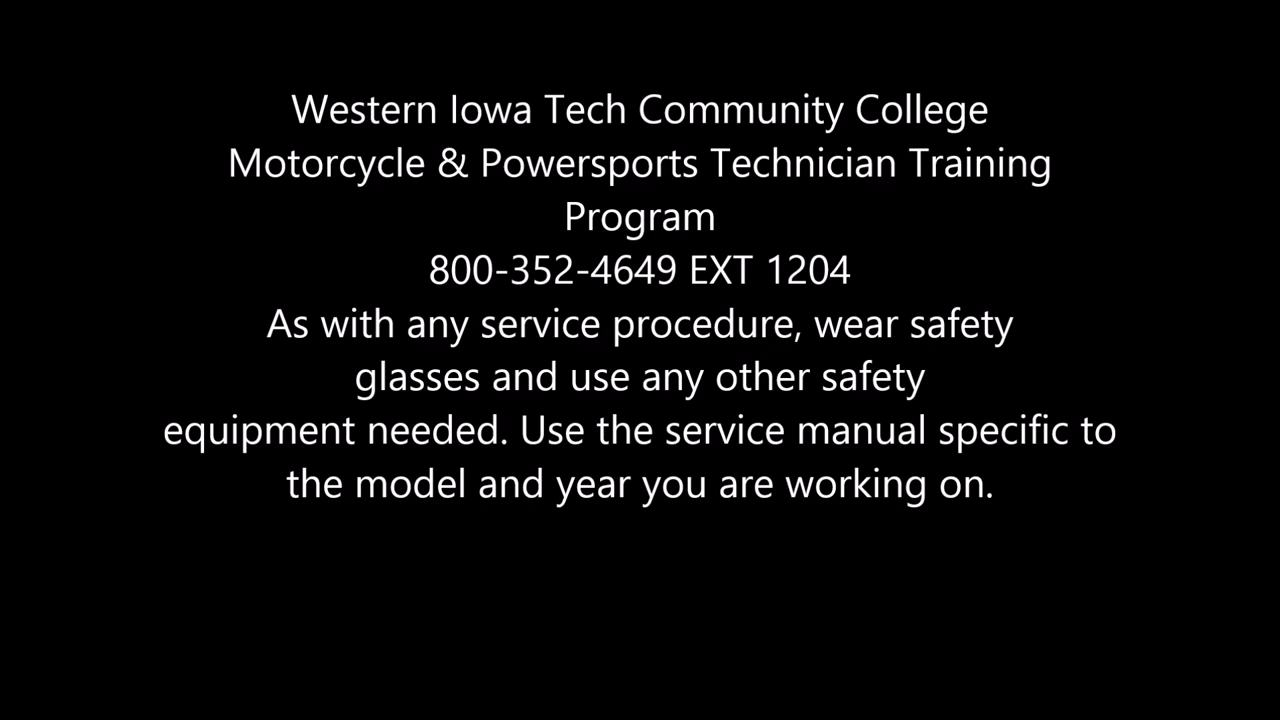 Western Iowa Tech Community College
Motorcycle & Powersports Technician Training
Program
800-352-4649 EXT 1204
As with any service procedure, wear safety
glasses and use any other safety
equipment needed. Use the service manual specific to
the model and year you are working on.